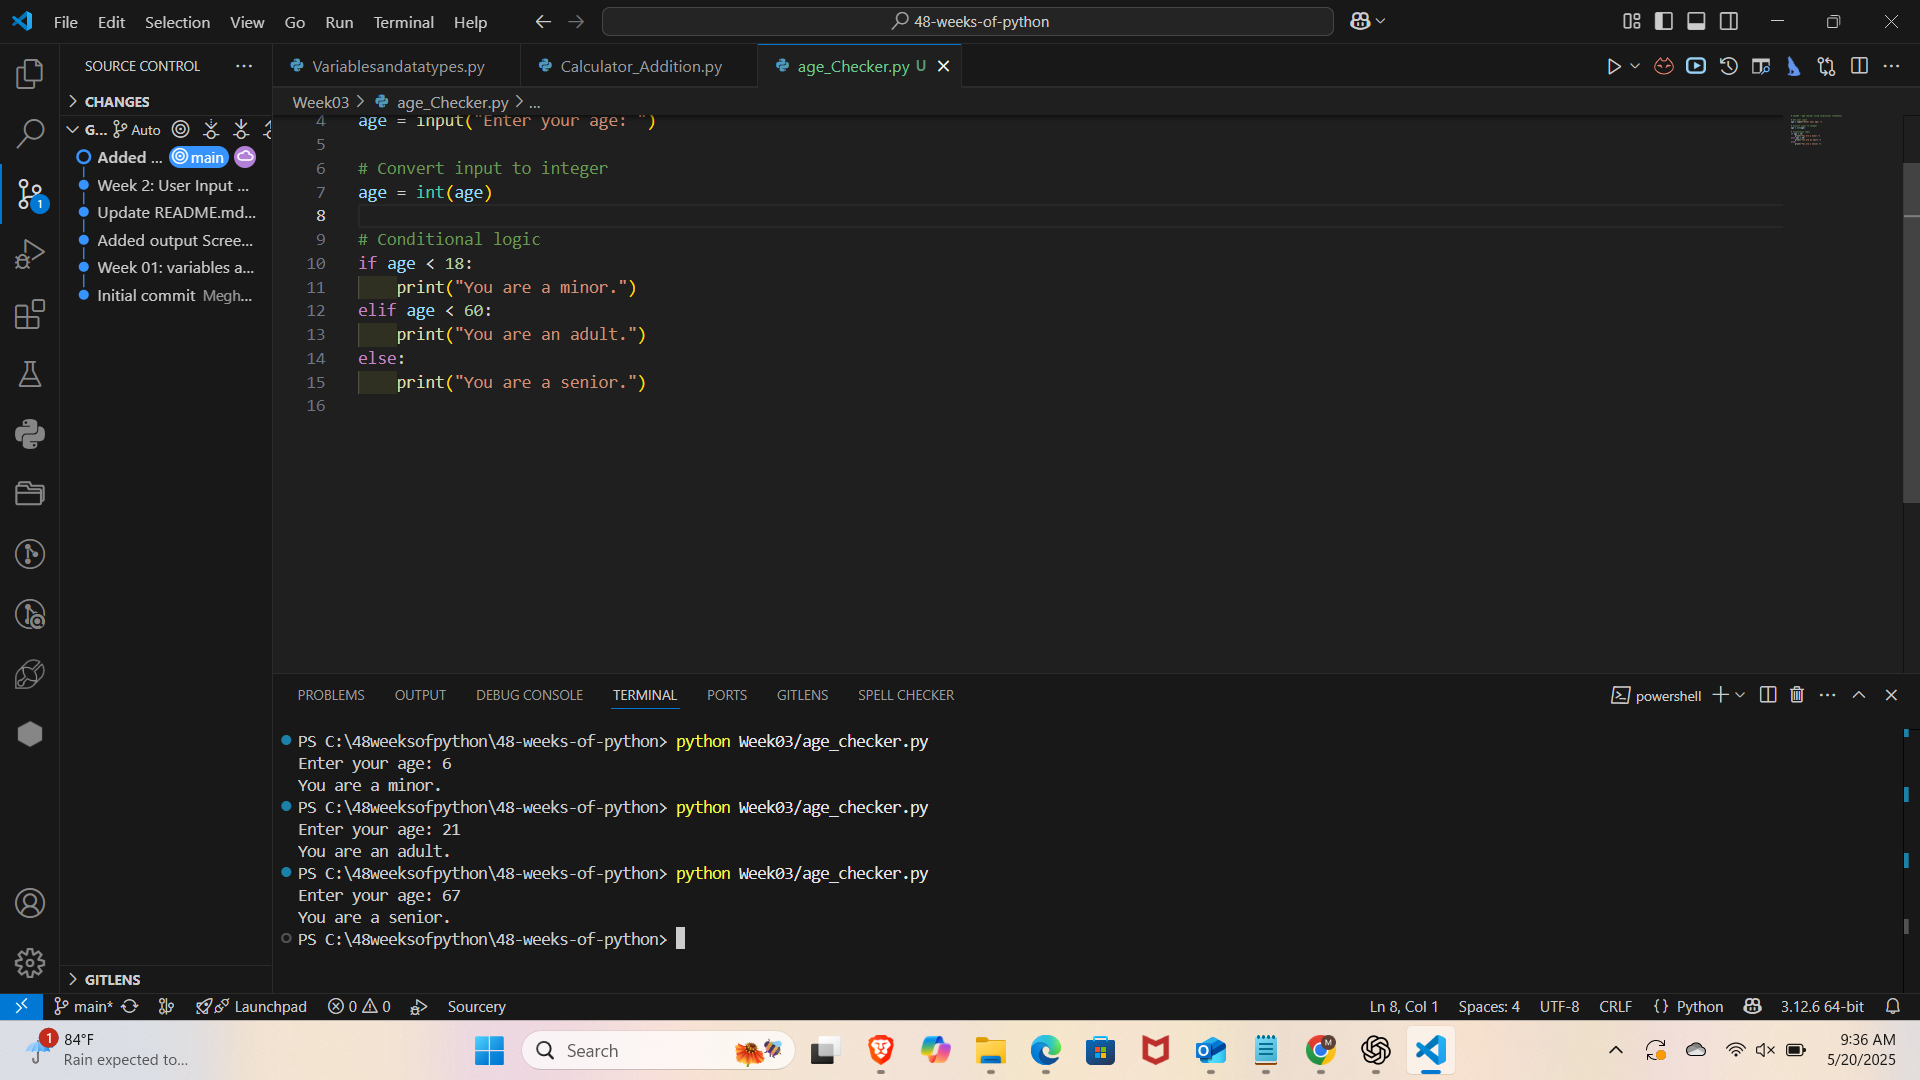 File Edit Selection View Go Run Terminal Help
48-weeks-of-python
SOURCE CONTROL
Variablesandatatypes.py
Calculator_Addition.py
age_Checker.py U
CHANGES
G... Auto
Added ... main
Week 2: User Input ...
Update README.md...
Added output Scree...
Week 01: variables a...
Initial commit Megh...
GITLENS
1
Week03 > age_Checker.py > ...
4 age = input("Enter your age: ")
5
6 # Convert input to integer
7 age = int(age)
8
9 # Conditional logic
10 if age < 18:
11 print("You are a minor.")
12 elif age < 60:
13 print("You are an adult.")
14 else:
15 print("You are a senior.")
16
PROBLEMS OUTPUT DEBUG CONSOLE TERMINAL PORTS GITLENS SPELL CHECKER
powershell
PS C:\48weeksofpython\48-weeks-of-python> python Week03/age_checker.py
Enter your age: 6
You are a minor.
PS C:\48weeksofpython\48-weeks-of-python> python Week03/age_checker.py
Enter your age: 21
You are an adult.
PS C:\48weeksofpython\48-weeks-of-python> python Week03/age_checker.py
Enter your age: 67
You are a senior.
PS C:\48weeksofpython\48-weeks-of-python>
main* Launchpad 0 0 Sourcery
Ln 8, Col 1 Spaces: 4 UTF-8 CRLF {} Python 3.12.6 64-bit
1
84°F
Rain expected to...
Search
M
9:36 AM
5/20/2025